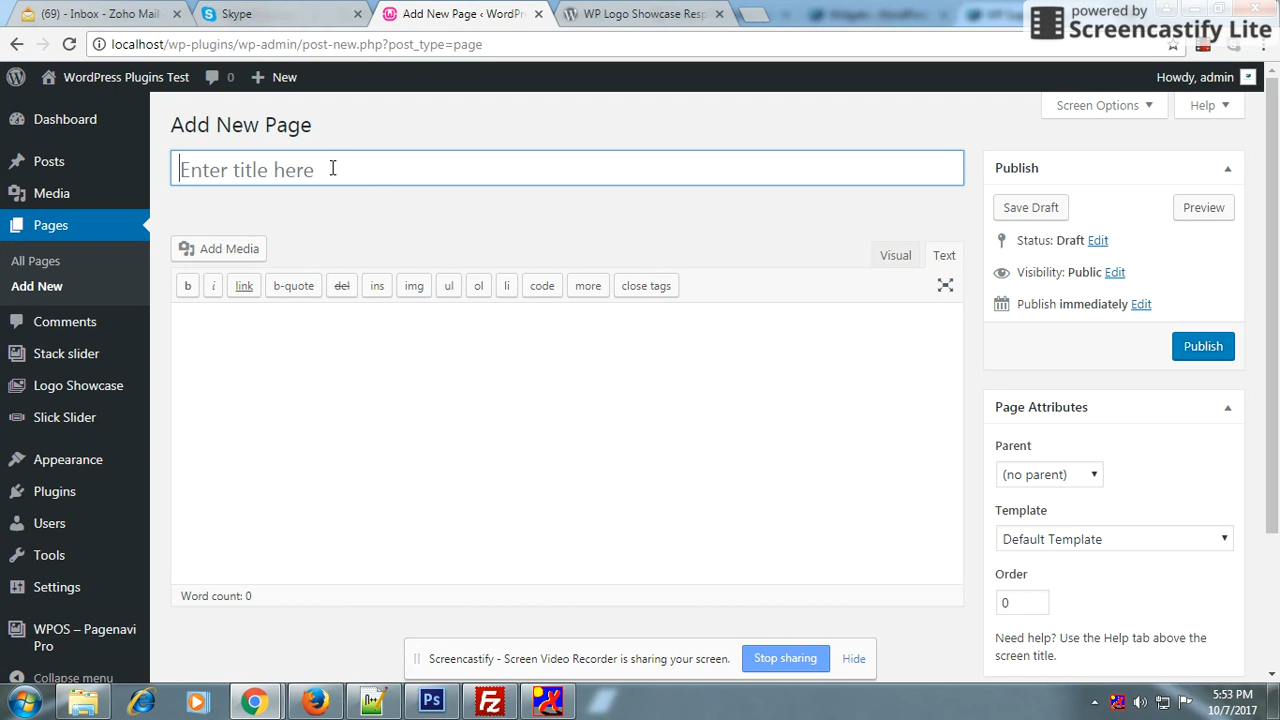 (69) - Inbox - Zoho Mail
Skype
Add New Page ‹ WordPr
WP Logo Showcase Resp
powered by
Screencastify Lite
localhost/wp-plugins/wp-admin/post-new.php?post_type=page
WordPress Plugins Test
0
New
Howdy, admin
Screen Options
Help
Dashboard
Posts
Media
Pages
All Pages
Add New
Comments
Stack slider
Logo Showcase
Slick Slider
Appearance
Plugins
Users
Tools
Settings
WPOS – Pagenavi
Pro
Collapse menu
Add New Page
Enter title here
Add Media
Visual
Text
b
i
link
b-quote
del
ins
img
ul
ol
li
code
more
close tags
Word count: 0
Publish
Save Draft
Preview
Status: Draft Edit
Visibility: Public Edit
Publish immediately Edit
Publish
Page Attributes
Parent
(no parent)
Template
Default Template
Order
0
Need help? Use the Help tab above the
screen title.
Screencastify - Screen Video Recorder is sharing your screen.
Stop sharing
Hide
Ps
Fz
5:53 PM
10/7/2017